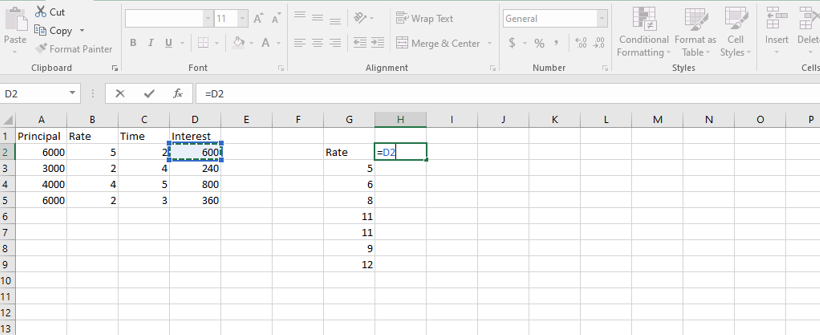 Cut
Copy
Format Painter
Paste
Clipboard
11
A A
B I U
A
Font
Wrap Text
Merge & Center
Alignment
General
$ % , .00 .00
Number
Conditional Formatting
Format as Table
Cell Styles
Styles
Insert
Delet
Cells
D2 fx =D2
A B C D E F G H I J K L M N O P
1 Principal Rate Time Interest
2 6000 5 2 600 Rate =D2
3 3000 2 4 240 5
4 4000 4 5 800 6
5 6000 2 3 360 8
6 11
7 11
8 9
9 12
10
11
12
13